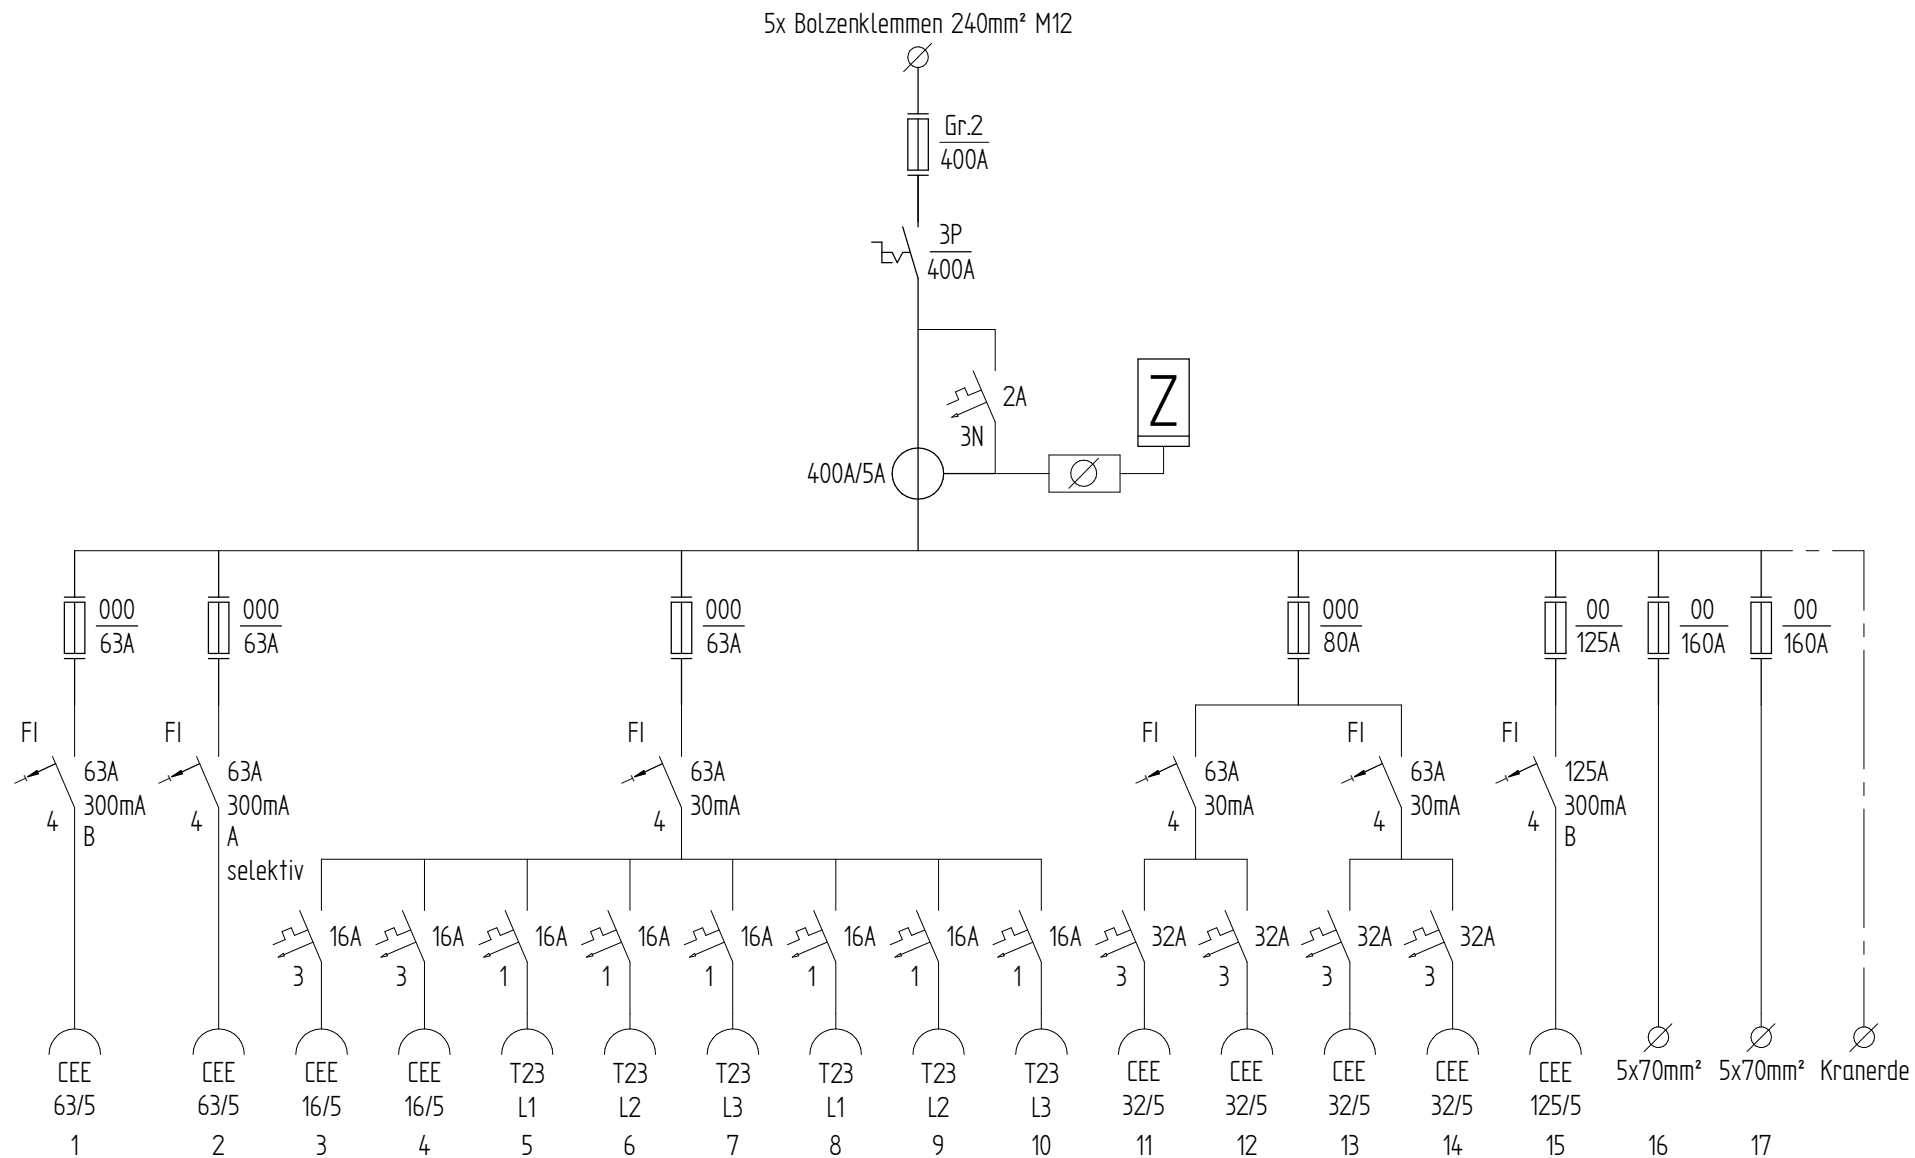 5x Bolzenklemmen 240mm² M12
Gr.2
400A
3P
400A
2A
3N
Z
400A/5A
000
63A
000
63A
000
63A
000
80A
00
125A
00
160A
00
160A
FI
63A
300mA
4
B
FI
63A
300mA
4
A
selektiv
FI
63A
30mA
4
FI
63A
30mA
4
FI
63A
30mA
4
FI
125A
300mA
4
B
16A
3
16A
3
16A
1
16A
1
16A
1
16A
1
16A
1
16A
1
32A
3
32A
3
32A
3
32A
3
CEE
63/5
1
CEE
63/5
2
CEE
16/5
3
CEE
16/5
4
T23
L1
5
T23
L2
6
T23
L3
7
T23
L1
8
T23
L2
9
T23
L3
10
CEE
32/5
11
CEE
32/5
12
CEE
32/5
13
CEE
32/5
14
CEE
125/5
15
5x70mm²
16
5x70mm²
17
Kranerde